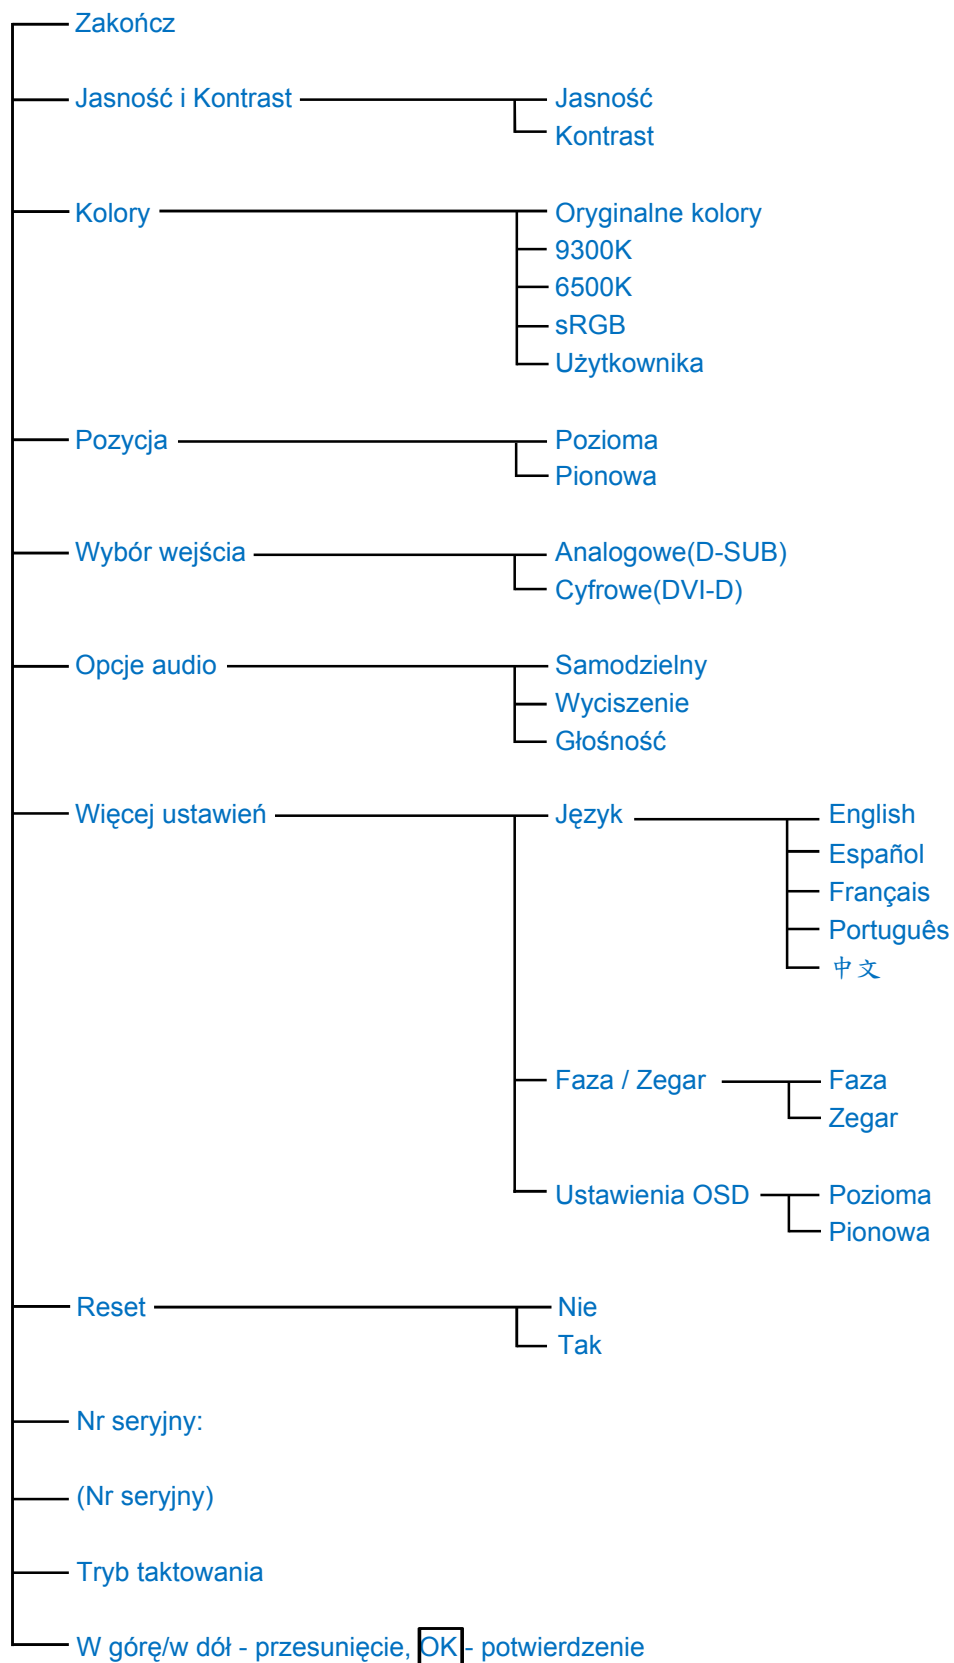 Zakończ
Jasność i Kontrast
Jasność
Kontrast
Kolory
Oryginalne kolory
9300K
6500K
sRGB
Użytkownika
Pozycja
Pozioma
Pionowa
Wybór wejścia
Analogowe(D-SUB)
Cyfrowe(DVI-D)
Opcje audio
Samodzielny
Wyciszenie
Głośność
Więcej ustawień
Język
English
Español
Français
Português
中文
Faza / Zegar
Faza
Zegar
Ustawienia OSD
Pozioma
Pionowa
Reset
Nie
Tak
Nr seryjny:
(Nr seryjny)
Tryb taktowania
W górę/w dół - przesunięcie, OK - potwierdzenie